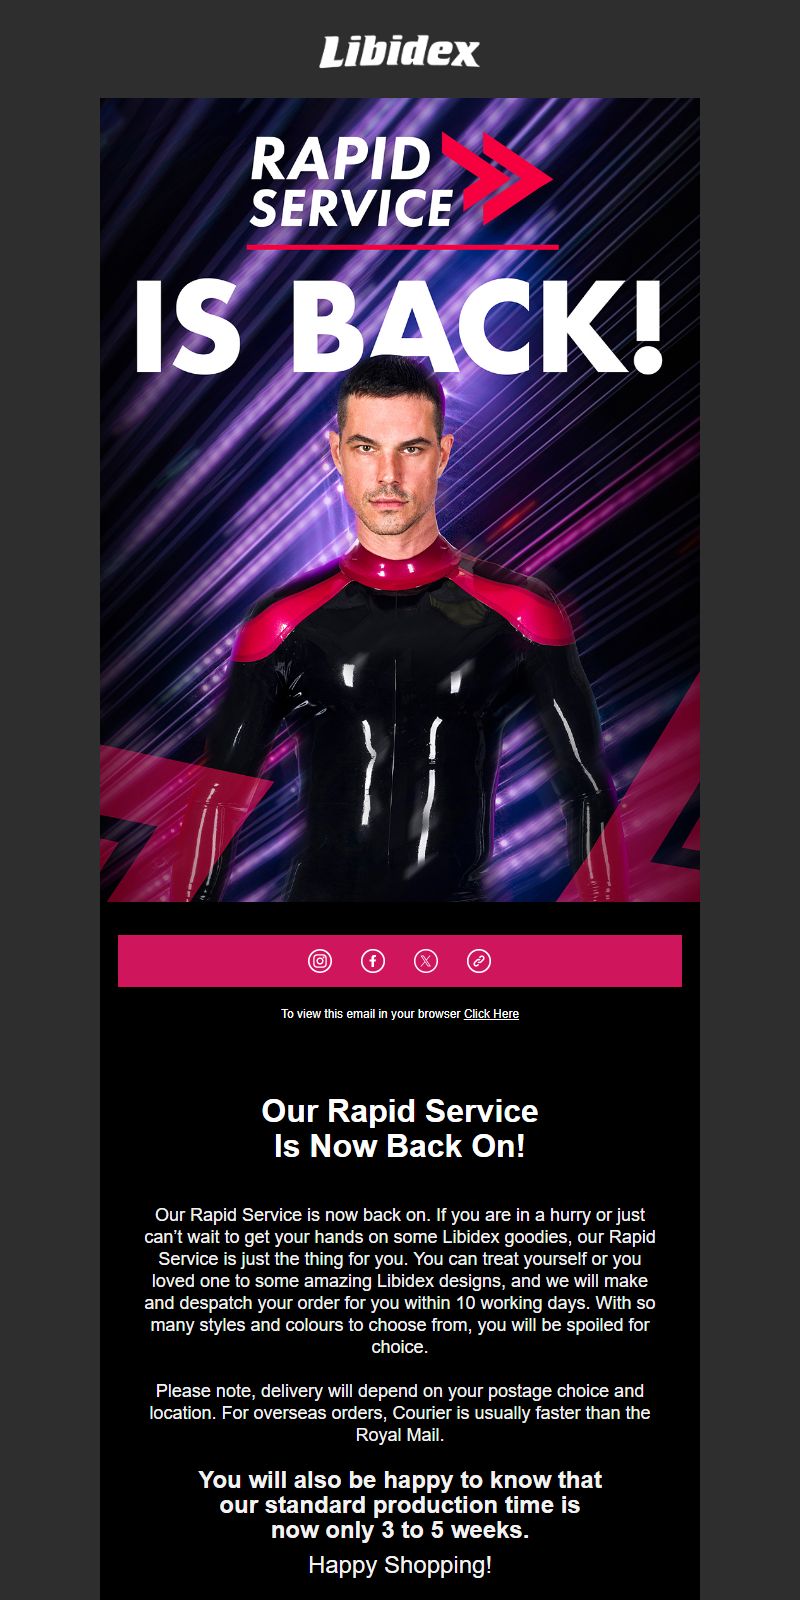 Libidex
RAPID
SERVICE
IS BACK!
To view this email in your browser Click Here
Our Rapid Service
Is Now Back On!
Our Rapid Service is now back on. If you are in a hurry or just
can’t wait to get your hands on some Libidex goodies, our Rapid
Service is just the thing for you. You can treat yourself or you
loved one to some amazing Libidex designs, and we will make
and despatch your order for you within 10 working days. With so
many styles and colours to choose from, you will be spoiled for
choice.
Please note, delivery will depend on your postage choice and
location. For overseas orders, Courier is usually faster than the
Royal Mail.
You will also be happy to know that
our standard production time is
now only 3 to 5 weeks.
Happy Shopping!